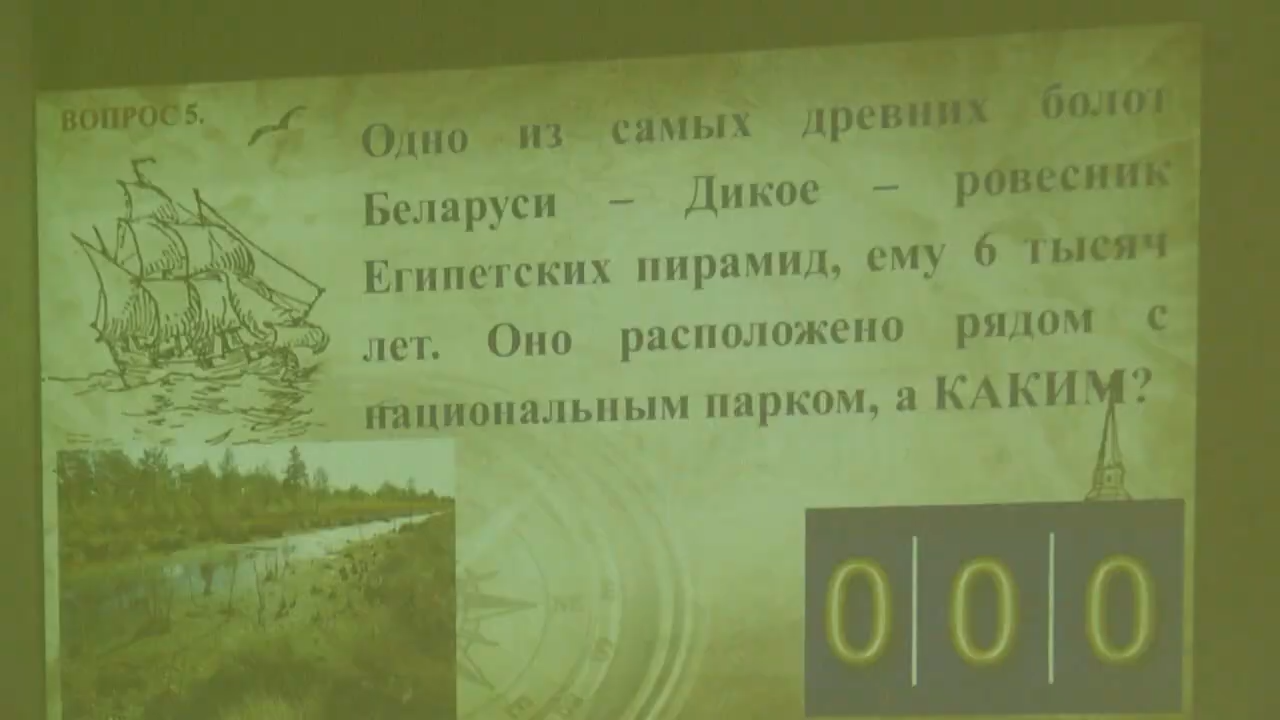 ВОПРОС 5.
Одно из самых древних болот
Беларуси – Дикое – ровесник
Египетских пирамид, ему 6 тысяч
лет. Оно расположено рядом с
национальным парком, а КАКИМ?
0 0 0